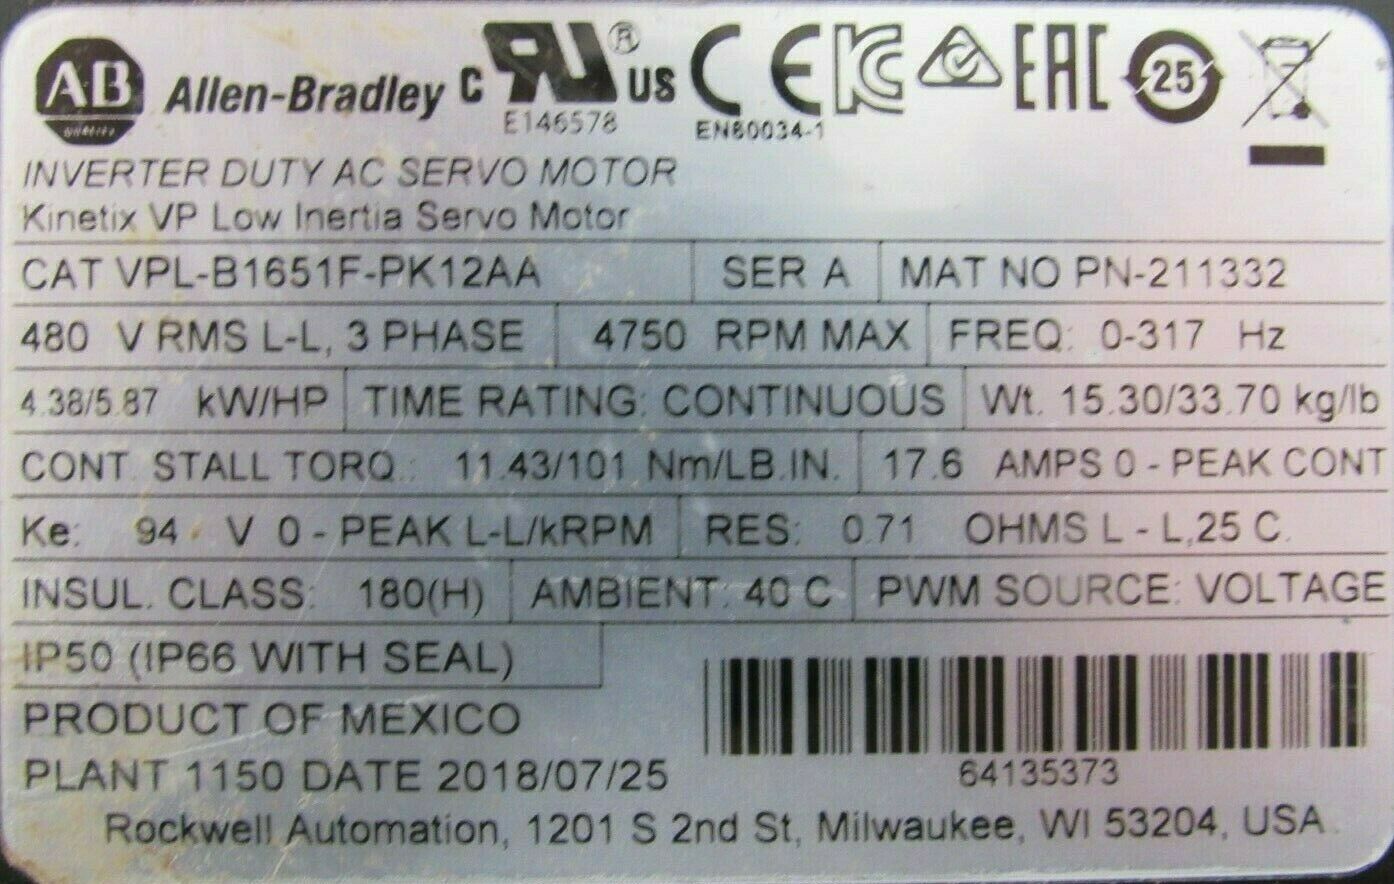 AB Allen-Bradley C RU ® US CE KC EAC 25
QUALITY E146578 EN60034-1
INVERTER DUTY AC SERVO MOTOR
Kinetix VP Low Inertia Servo Motor
CAT VPL-B1651F-PK12AA SER A MAT NO PN-211332
480 V RMS L-L, 3 PHASE 4750 RPM MAX FREQ: 0-317 Hz
4.38/5.87 kW/HP TIME RATING: CONTINUOUS Wt. 15.30/33.70 kg/lb
CONT. STALL TORQ.: 11.43/101 Nm/LB.IN. 17.6 AMPS 0 - PEAK CONT
Ke: 94 V 0 - PEAK L-L/kRPM RES: 0.71 OHMS L - L,25 C.
INSUL. CLASS: 180(H) AMBIENT: 40 C PWM SOURCE: VOLTAGE
IP50 (IP66 WITH SEAL)
PRODUCT OF MEXICO
PLANT 1150 DATE 2018/07/25 64135373
Rockwell Automation, 1201 S 2nd St, Milwaukee, WI 53204, USA